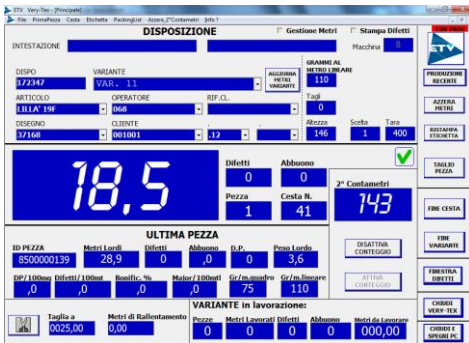 ETV Very-Tex - [Principale]
File PrimaPezza Cesta Etichetta PackingList Azzera_2°Contametri Info ?
DISPOSIZIONE
Gestione Metri
Stampa Difetti
INTESTAZIONE
Macchina 8
DISPO
VARIANTE
172347
VAR. 11
AGGIORNA METRI VARIANTE
GRAMMI AL METRO LINEARE
110
ARTICOLO
OPERATORE
RIF.CL.
Tagli
LILLA' 19F
068
0
DISEGNO
CLIENTE
Altezza
Scelta
Tara
37168
001001
.12
.
146
1
400
18,5
Difetti
Abbuono
0
0
Pezza
Cesta N.
1
41
2° Contametri
143
ULTIMA PEZZA
ID PEZZA
Metri Lordi
Difetti
Abbuono
D.P.
Peso Lordo
8500000139
28,9
0
,0
0
3,6
DP/100mq
Difetti/100mt
Bonific. %
Major/100mtl
Gr/m.quadro
Gr/m.lineare
,0
,0
,0
,0
75
110
DISATTIVA CONTEGGIO
ATTIVA CONTEGGIO
Taglia a
Metri di Rallentamento
0025,00
0,00
VARIANTE in lavorazione:
Pezze
Metri Lavorati
Difetti
Abbuono
Metri da Lavorare
0
0
0
0
000,00
ETV
PRODUZIONE RECENTE
AZZERA METRI
RISTAMPA ETICHETTA
TAGLIO PEZZA
FINE CESTA
FINE VARIANTE
FINESTRA DIFETTI
CHIUDI VERY-TEX
CHIUDI E SPEGNI PC